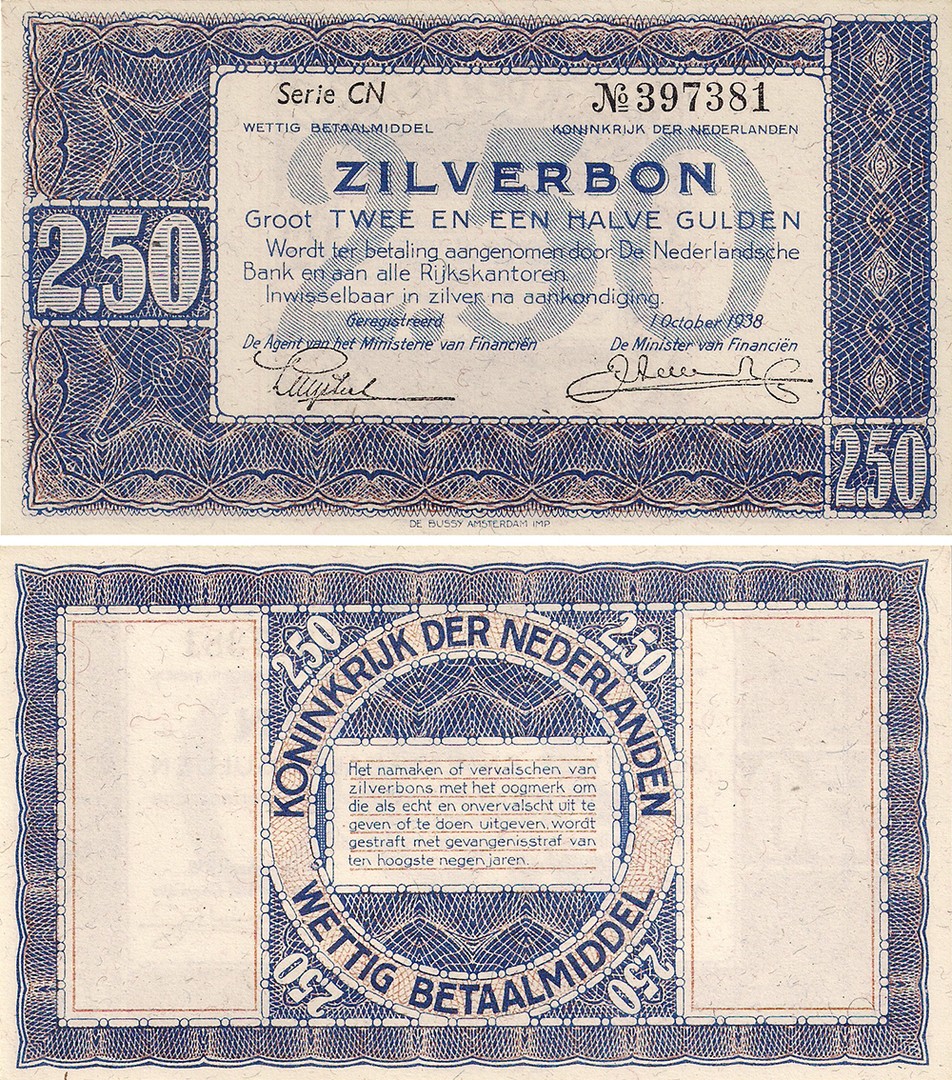 Serie CN
№ 397381
WETTIG BETAALMIDDEL
KONINKRIJK DER NEDERLANDEN
ZILVERBON
Groot TWEE EN EEN HALVE GULDEN
Wordt ter betaling aangenomen door De Nederlandsche
Bank en aan alle Rijkskantoren.
Inwisselbaar in zilver na aankondiging.
Geregistreerd
1 October 1938
De Agent van het Ministerie van Financiën
De Minister van Financiën
250
2.50
2.50
DE BUSSY AMSTERDAM IMP.
2.50
2.50
KONINKRIJK DER NEDERLANDEN
Het namaken of vervalschen van
zilverbons met het oogmerk om
die als echt en onvervalscht uit te
geven of te doen uitgeven, wordt
gestraft met gevangenisstraf van
ten hoogste negen jaren.
WETTIG BETAALMIDDEL
2.50
2.50